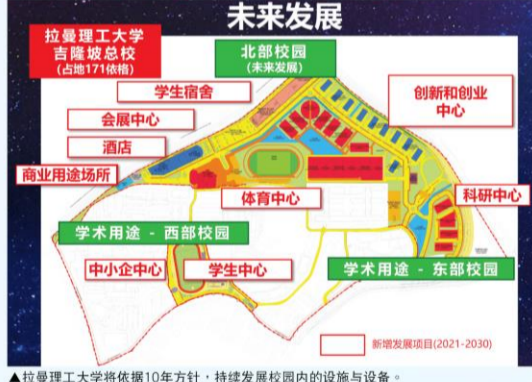 未来发展
拉曼理工大学
吉隆坡总校
(占地171依格)
北部校园
(未来发展)
学生宿舍
创新和创业
中心
会展中心
酒店
商业用途场所
体育中心
科研中心
学术用途 - 西部校园
中小企中心
学生中心
学术用途 - 东部校园
新增发展项目(2021-2030)
▲拉曼理工大学将依据10年方针，持续发展校园内的设施与设备。